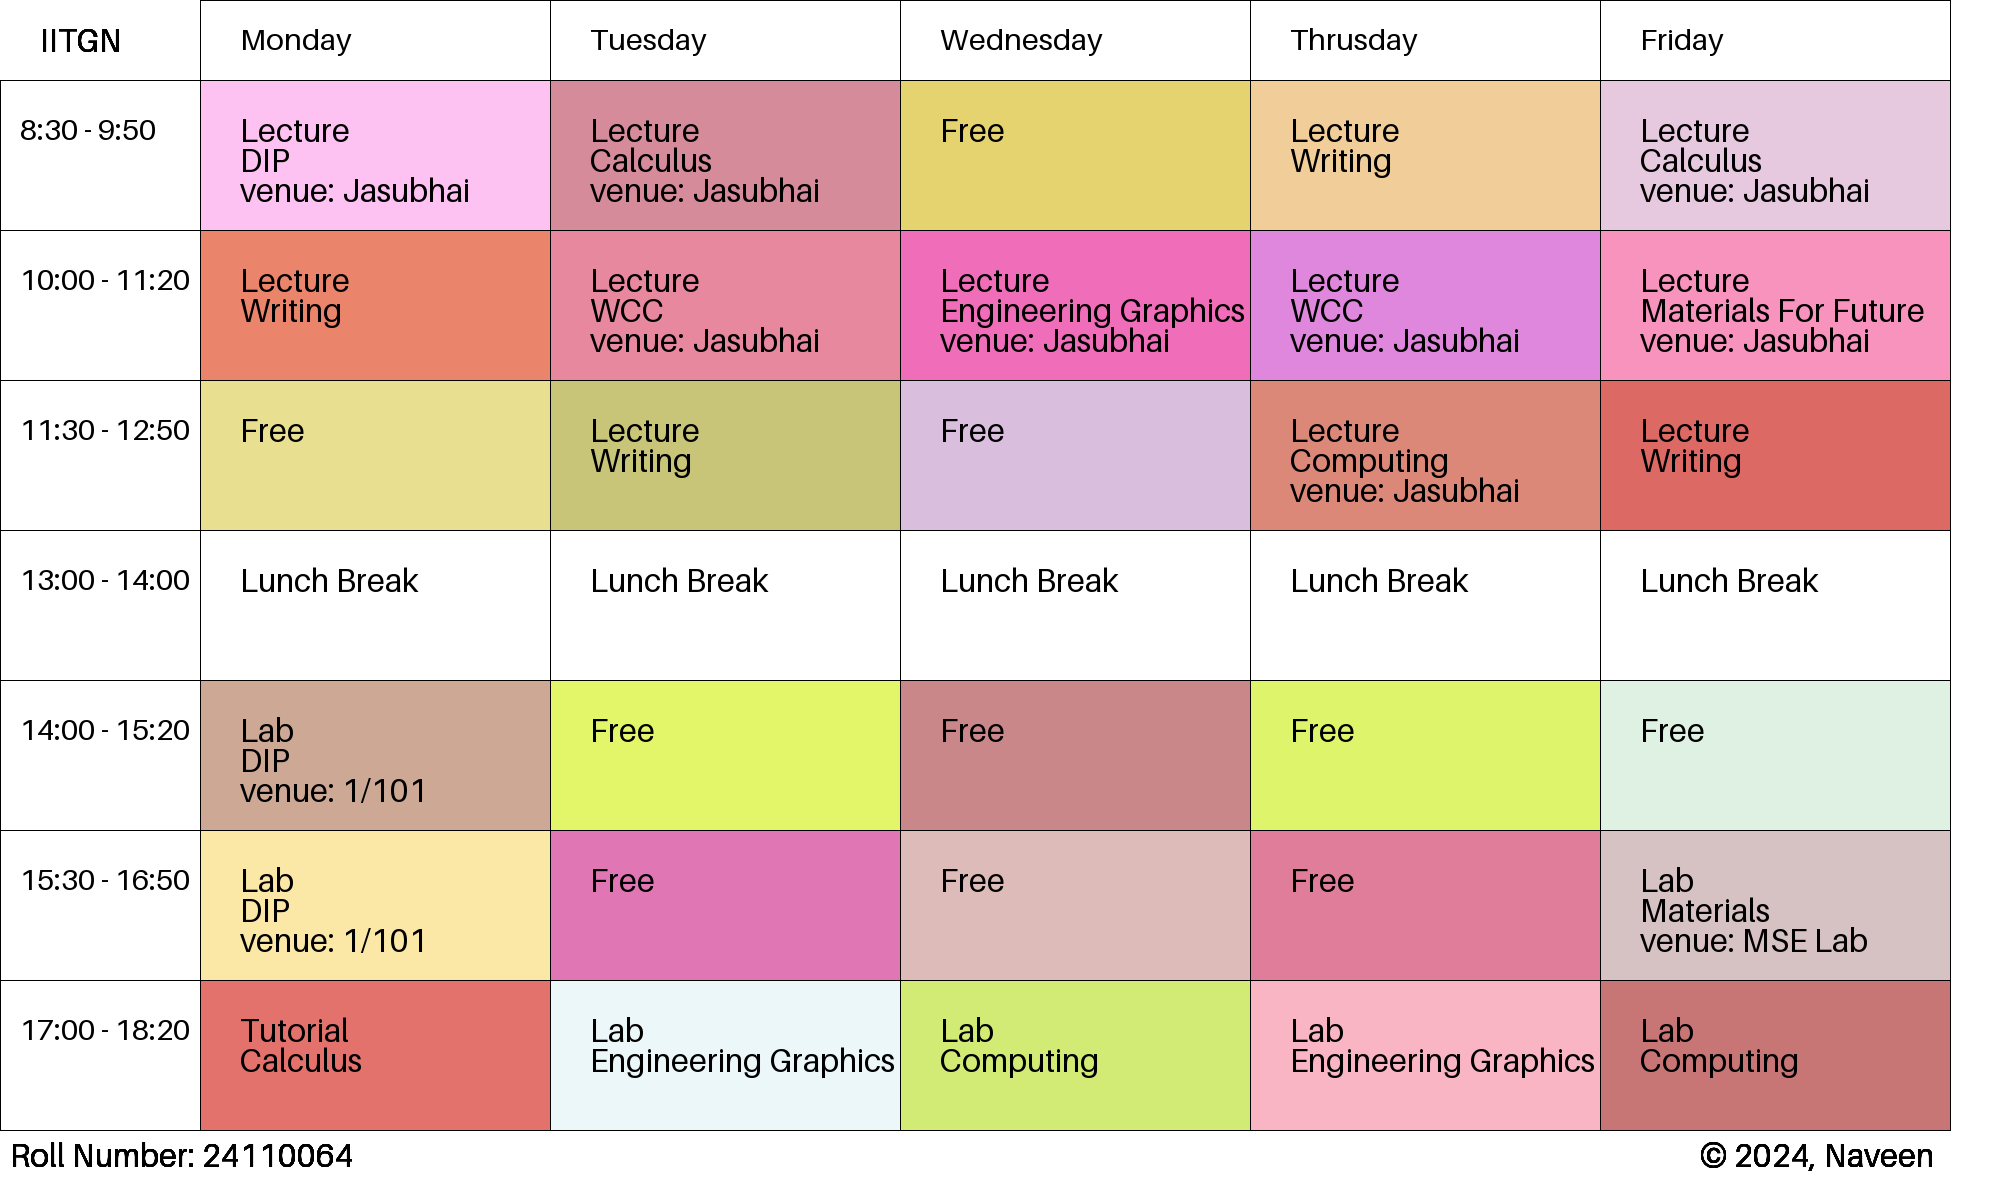 IITGN
Monday
Tuesday
Wednesday
Thrusday
Friday
8:30 - 9:50
Lecture
DIP
venue: Jasubhai
Lecture
Calculus
venue: Jasubhai
Free
Lecture
Writing
Lecture
Calculus
venue: Jasubhai
10:00 - 11:20
Lecture
Writing
Lecture
WCC
venue: Jasubhai
Lecture
Engineering Graphics
venue: Jasubhai
Lecture
WCC
venue: Jasubhai
Lecture
Materials For Future
venue: Jasubhai
11:30 - 12:50
Free
Lecture
Writing
Free
Lecture
Computing
venue: Jasubhai
Lecture
Writing
13:00 - 14:00
Lunch Break
Lunch Break
Lunch Break
Lunch Break
Lunch Break
14:00 - 15:20
Lab
DIP
venue: 1/101
Free
Free
Free
Free
15:30 - 16:50
Lab
DIP
venue: 1/101
Free
Free
Free
Lab
Materials
venue: MSE Lab
17:00 - 18:20
Tutorial
Calculus
Lab
Engineering Graphics
Lab
Computing
Lab
Engineering Graphics
Lab
Computing
Roll Number: 24110064
© 2024, Naveen